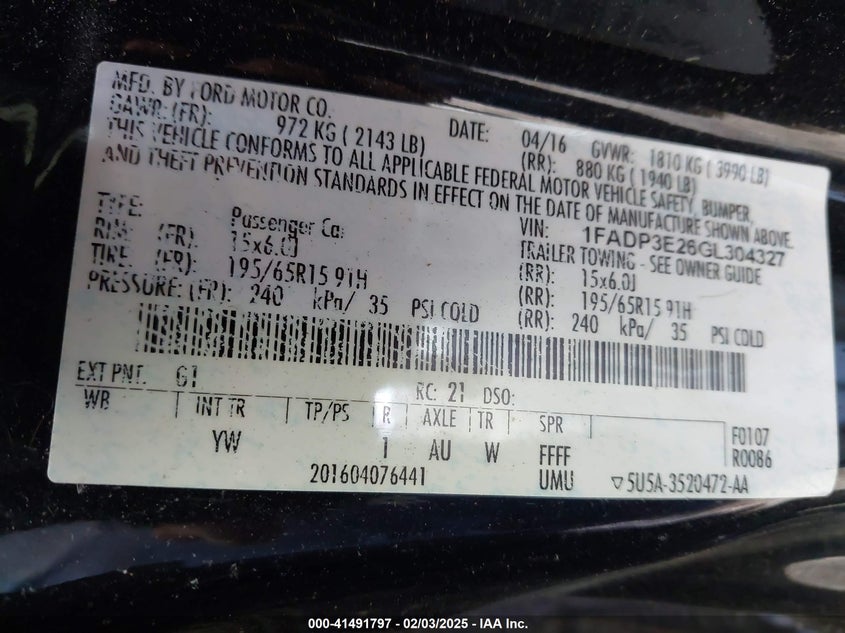 MFD. BY FORD MOTOR CO.
DATE: 04/16 GVWR: 1810 KG ( 3990 LB)
GAWR: (FR): 972 KG ( 2143 LB) (RR): 880 KG ( 1940 LB)
THIS VEHICLE CONFORMS TO ALL APPLICABLE FEDERAL MOTOR VEHICLE SAFETY, BUMPER,
AND THEFT PREVENTION STANDARDS IN EFFECT ON THE DATE OF MANUFACTURE SHOWN ABOVE.
VIN: 1FADP3E26GL304327
TYPE: Passenger Car TRAILER TOWING - SEE OWNER GUIDE
RIM: (FR): 15x6.0J (RR): 15x6.0J
TIRE: (FR): 195/65R15 91H (RR): 195/65R15 91H
PRESSURE: (FR): 240 kPa/ 35 PSI COLD (RR): 240 kPa/ 35 PSI COLD
EXT PNT: G1 RC: 21 DSO:
WB INT TR TP/PS R AXLE TR SPR
YW 1 AU W FFFF F0107
UMU R0086
201604076441 ▽5U5A-3520472-AA
000-41491797 — 02/03/2025 — IAA Inc.